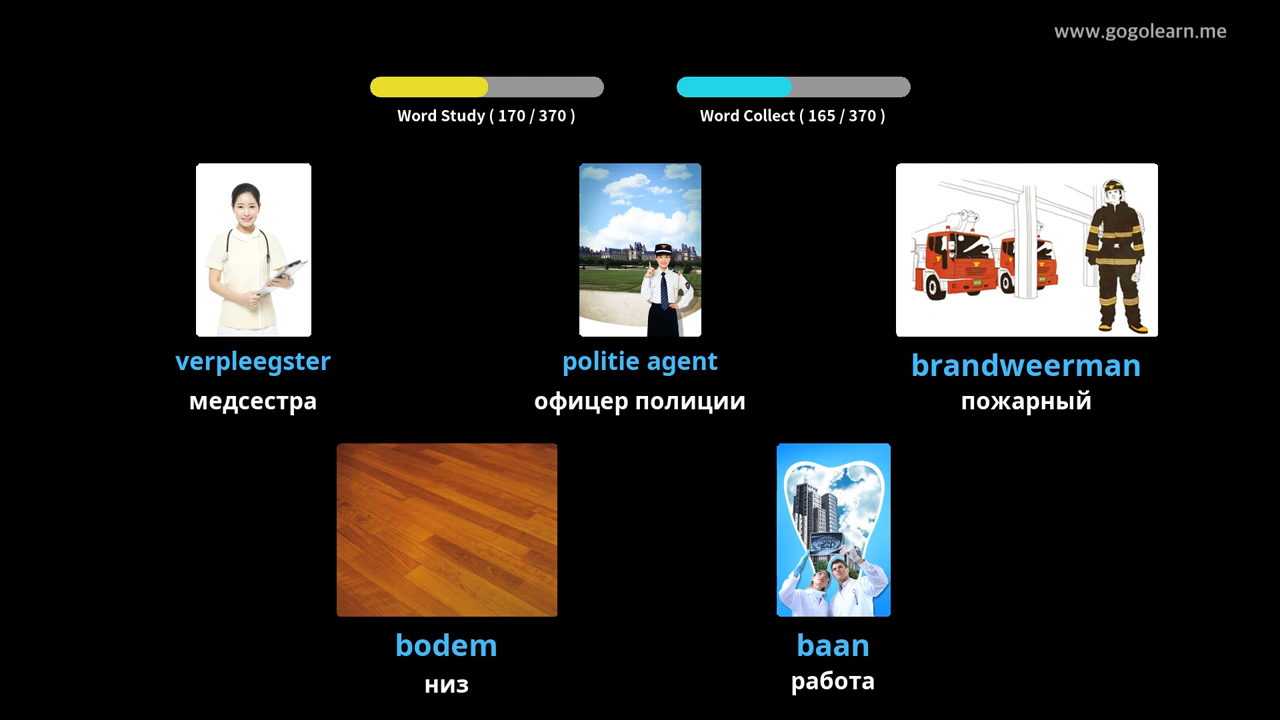 www.gogolearn.me
Word Study ( 170 / 370 )
Word Collect ( 165 / 370 )
verpleegster
медсестра
politie agent
офицер полиции
brandweerman
пожарный
bodem
низ
baan
работа